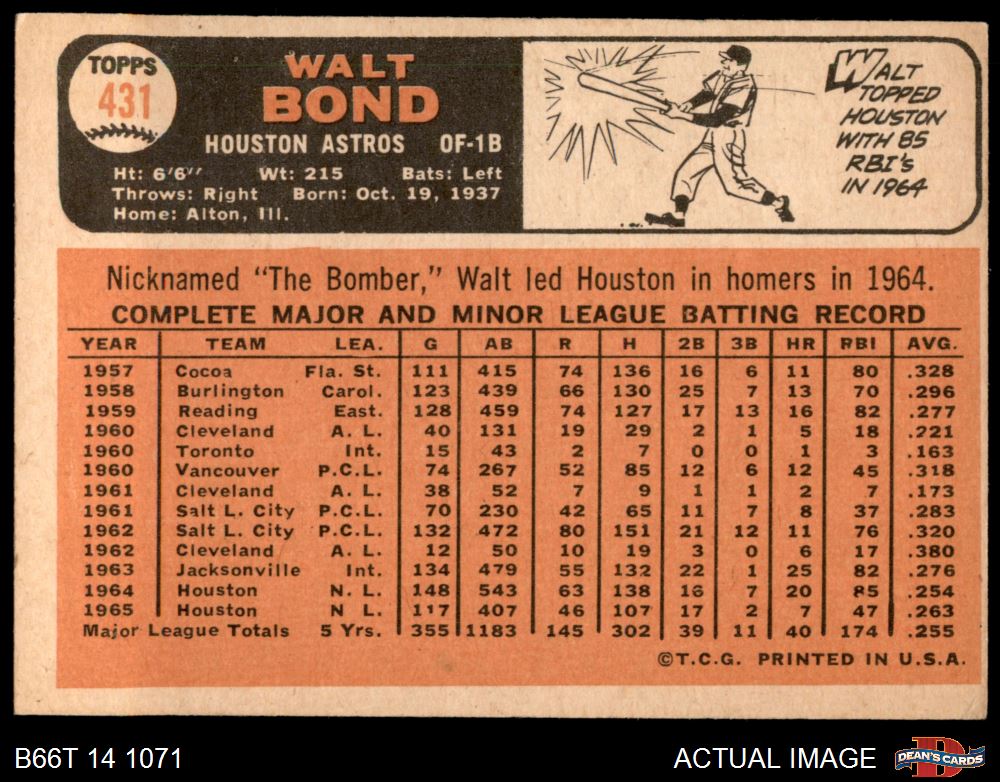 TOPPS
431
WALT
BOND
HOUSTON ASTROS OF-1B
Ht: 6'6" Wt: 215 Bats: Left
Throws: Right Born: Oct. 19, 1937
Home: Alton, Ill.
WALT
TOPPED
HOUSTON
WITH 85
RBI's
IN 1964
Nicknamed "The Bomber," Walt led Houston in homers in 1964.
COMPLETE MAJOR AND MINOR LEAGUE BATTING RECORD
YEAR TEAM LEA. G AB R H 2B 3B HR RBI AVG.
1957 Cocoa Fla. St. 111 415 74 136 16 6 11 80 .328
1958 Burlington Carol. 123 439 66 130 25 7 13 70 .296
1959 Reading East. 128 459 74 127 17 13 16 82 .277
1960 Cleveland A. L. 40 131 19 29 2 1 5 18 .221
1960 Toronto Int. 15 43 2 7 0 0 1 3 .163
1960 Vancouver P.C.L. 74 267 52 85 12 6 12 45 .318
1961 Cleveland A. L. 38 52 7 9 1 1 2 7 .173
1961 Salt L. City P.C.L. 70 230 42 65 11 7 8 37 .283
1962 Salt L. City P.C.L. 132 472 80 151 21 12 11 76 .320
1962 Cleveland A. L. 12 50 10 19 3 0 6 17 .380
1963 Jacksonville Int. 134 479 55 132 22 1 25 82 .276
1964 Houston N. L. 148 543 63 138 16 7 20 85 .254
1965 Houston N L. 117 407 46 107 17 2 7 47 .263
Major League Totals 5 Yrs. 355 1183 145 302 39 11 40 174 .255
©T.C.G. PRINTED IN U.S.A.
B66T 14 1071 ACTUAL IMAGE
D
DEAN'S CARDS